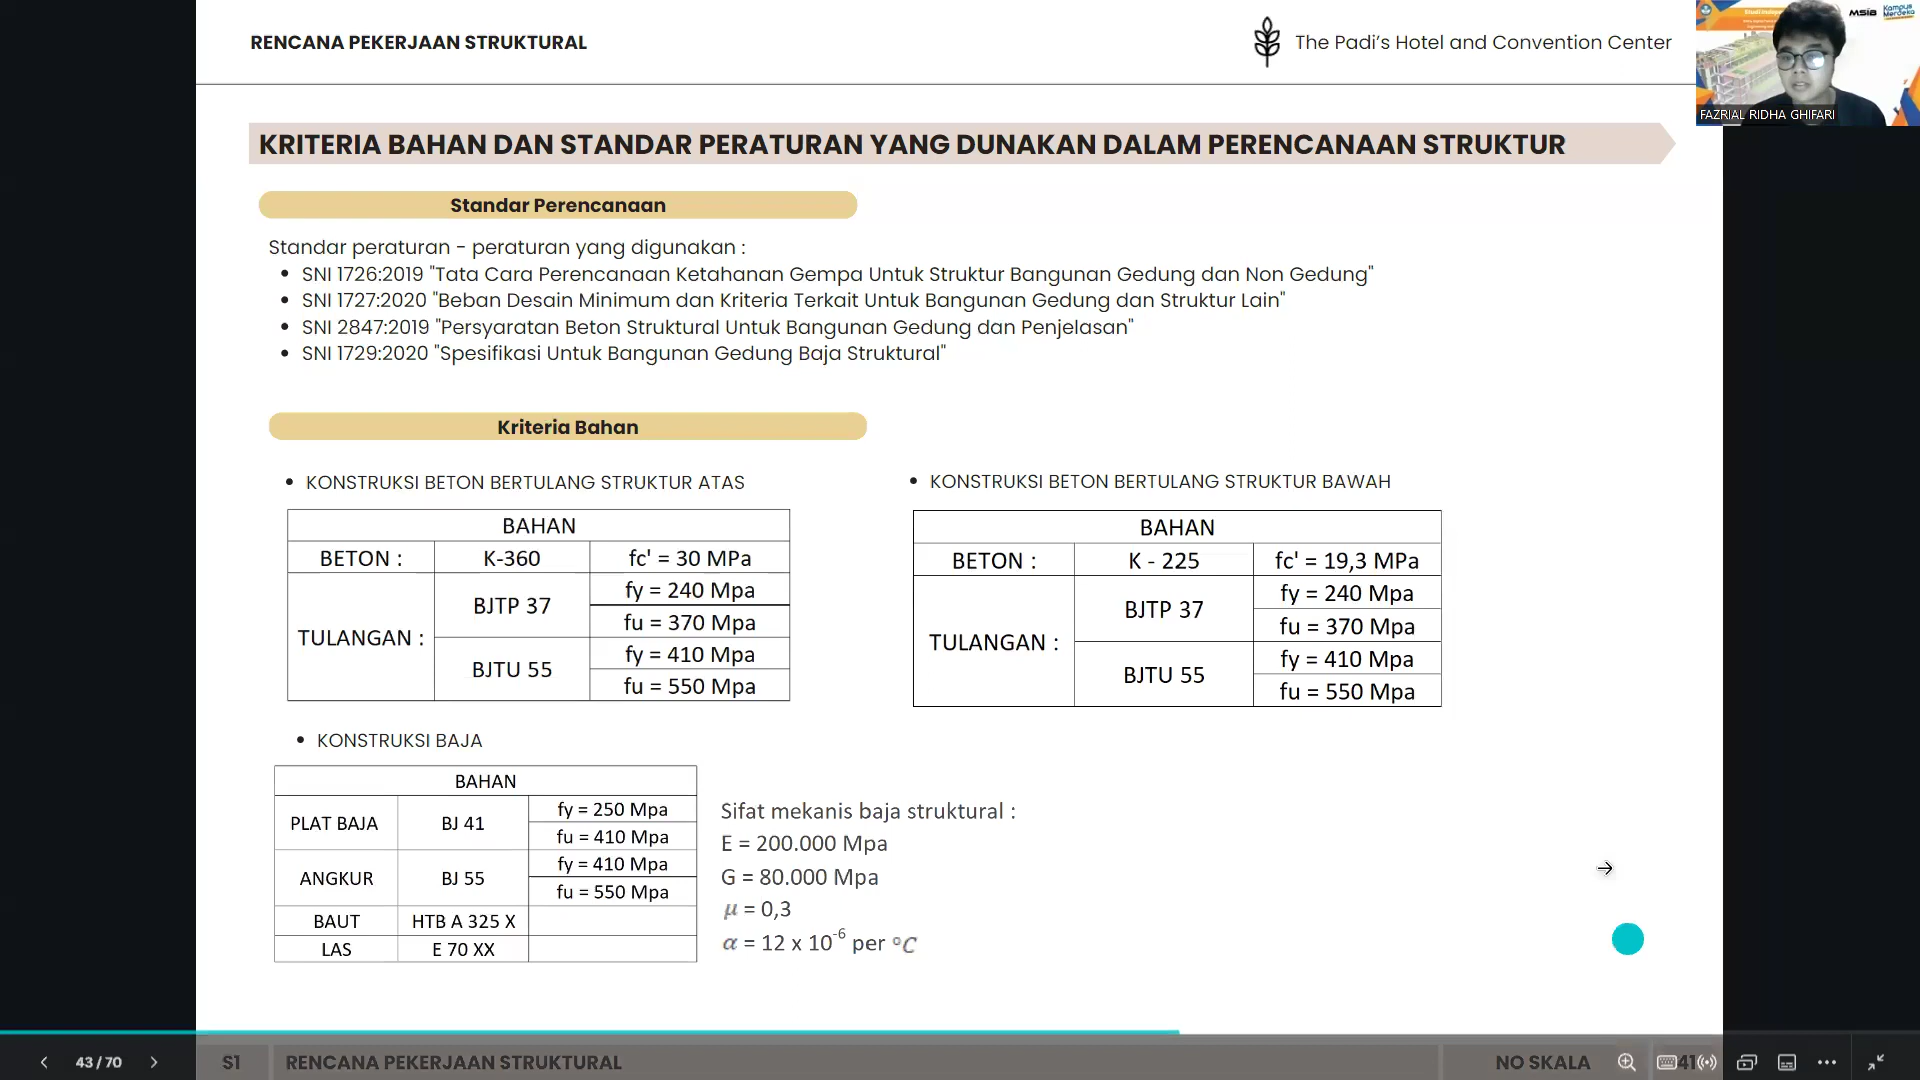 RENCANA PEKERJAAN STRUKTURAL
The Padi's Hotel and Convention Center
MSIB
Kampus Merdeka
FAZRIAL RIDHA GHIFARI
KRITERIA BAHAN DAN STANDAR PERATURAN YANG DUNAKAN DALAM PERENCANAAN STRUKTUR
Standar Perencanaan
Standar peraturan - peraturan yang digunakan :
• SNI 1726:2019 "Tata Cara Perencanaan Ketahanan Gempa Untuk Struktur Bangunan Gedung dan Non Gedung"
• SNI 1727:2020 "Beban Desain Minimum dan Kriteria Terkait Untuk Bangunan Gedung dan Struktur Lain"
• SNI 2847:2019 "Persyaratan Beton Struktural Untuk Bangunan Gedung dan Penjelasan"
• SNI 1729:2020 "Spesifikasi Untuk Bangunan Gedung Baja Struktural"
Kriteria Bahan
• KONSTRUKSI BETON BERTULANG STRUKTUR ATAS
BAHAN
BETON : K-360 fc' = 30 MPa
TULANGAN :
BJTP 37
fy = 240 Mpa
fu = 370 Mpa
BJTU 55
fy = 410 Mpa
fu = 550 Mpa
• KONSTRUKSI BETON BERTULANG STRUKTUR BAWAH
BAHAN
BETON : K - 225 fc' = 19,3 MPa
TULANGAN :
BJTP 37
fy = 240 Mpa
fu = 370 Mpa
BJTU 55
fy = 410 Mpa
fu = 550 Mpa
• KONSTRUKSI BAJA
BAHAN
PLAT BAJA BJ 41
fy = 250 Mpa
fu = 410 Mpa
ANGKUR BJ 55
fy = 410 Mpa
fu = 550 Mpa
BAUT HTB A 325 X
LAS E 70 XX
Sifat mekanis baja struktural :
E = 200.000 Mpa
G = 80.000 Mpa
μ = 0,3
α = 12 x 10⁻⁶ per °C
43 / 70
S1 RENCANA PEKERJAAN STRUKTURAL NO SKALA 41